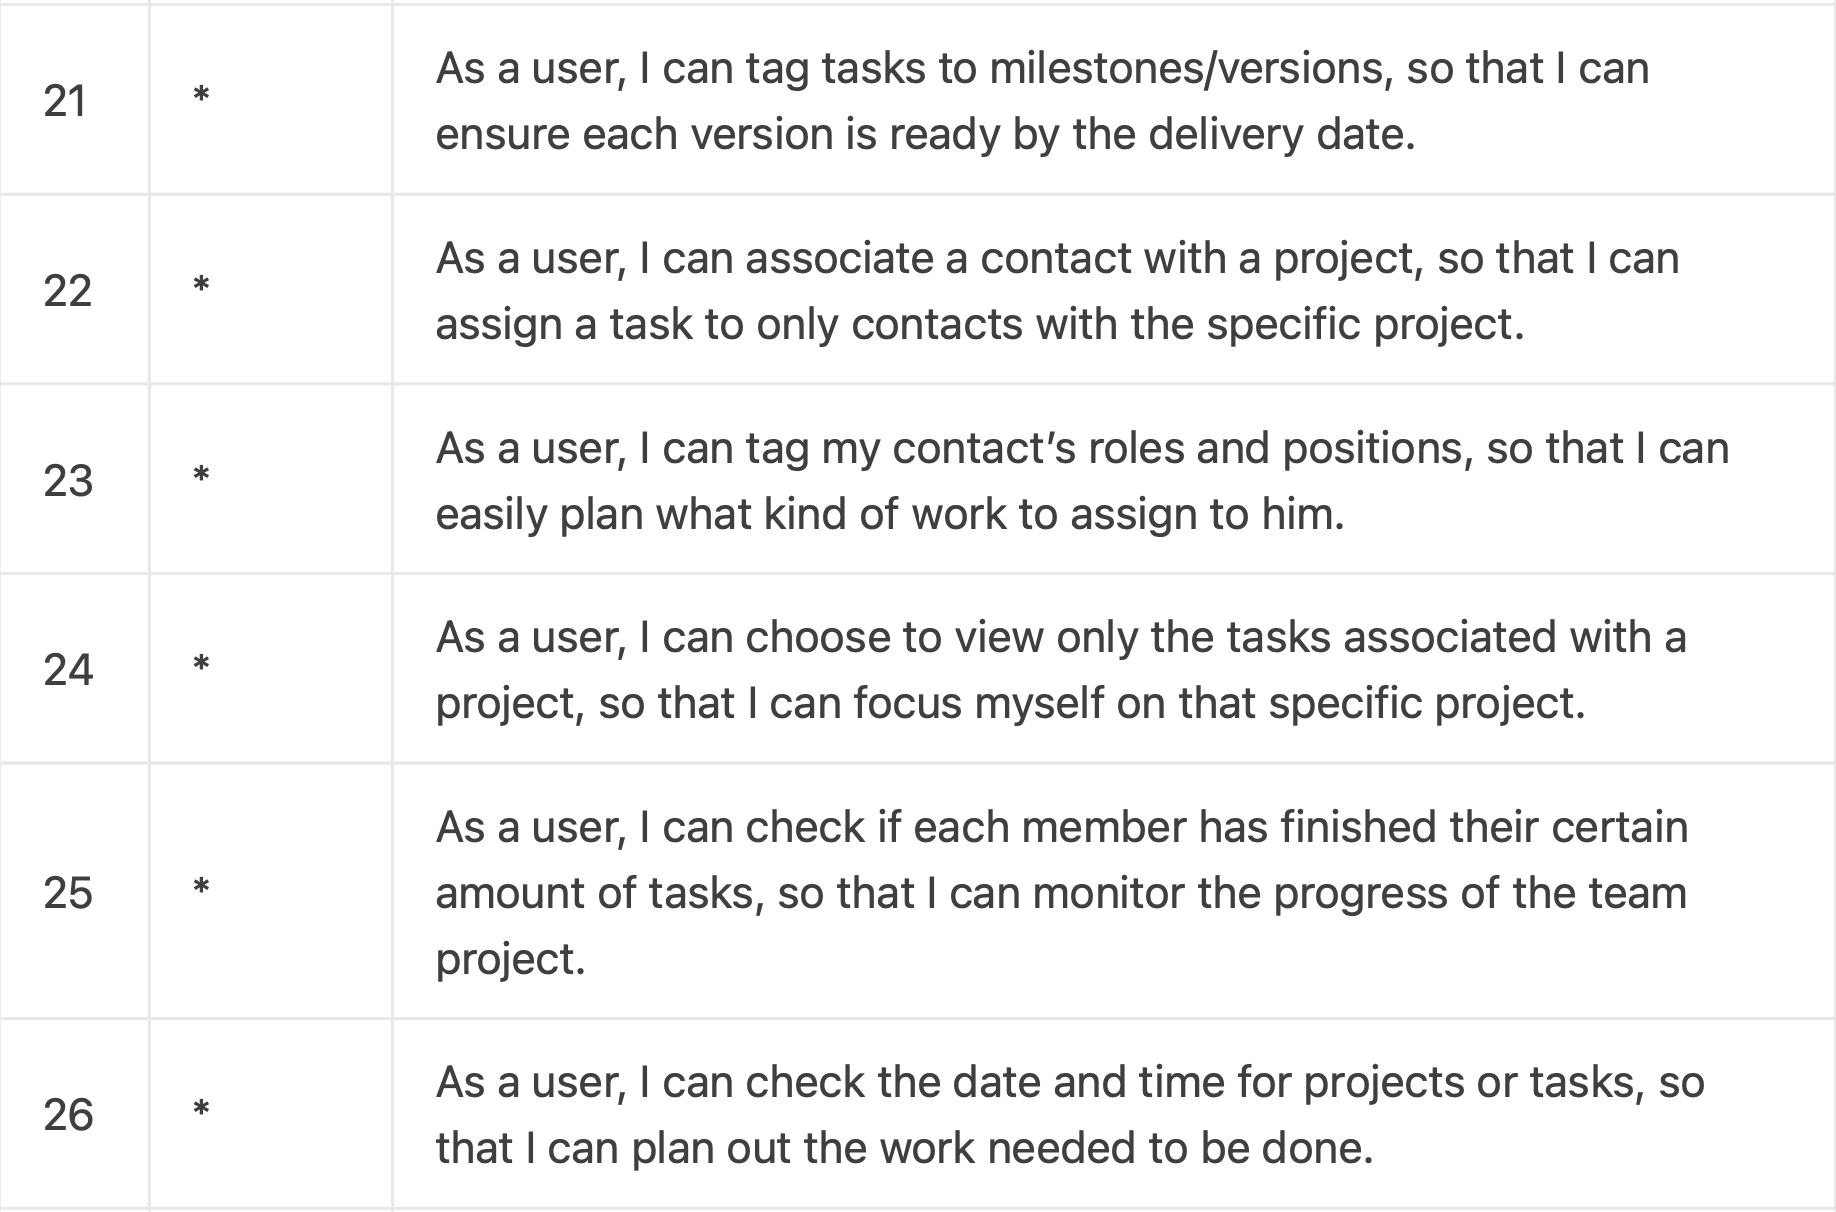 21 * As a user, I can tag tasks to milestones/versions, so that I can
ensure each version is ready by the delivery date.
22 * As a user, I can associate a contact with a project, so that I can
assign a task to only contacts with the specific project.
23 * As a user, I can tag my contact’s roles and positions, so that I can
easily plan what kind of work to assign to him.
24 * As a user, I can choose to view only the tasks associated with a
project, so that I can focus myself on that specific project.
25 * As a user, I can check if each member has finished their certain
amount of tasks, so that I can monitor the progress of the team
project.
26 * As a user, I can check the date and time for projects or tasks, so
that I can plan out the work needed to be done.